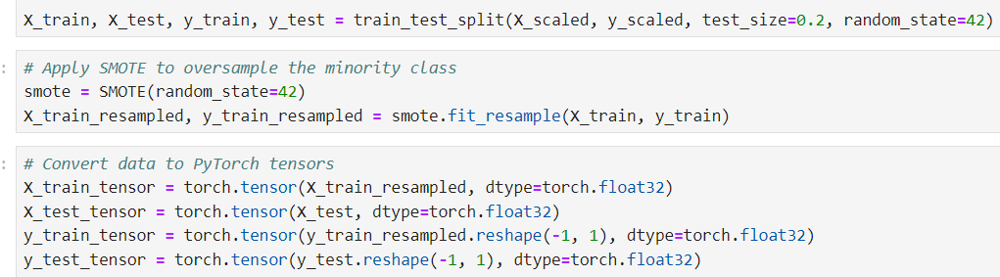 X_train, X_test, y_train, y_test = train_test_split(X_scaled, y_scaled, test_size=0.2, random_state=42)
# Apply SMOTE to oversample the minority class
smote = SMOTE(random_state=42)
X_train_resampled, y_train_resampled = smote.fit_resample(X_train, y_train)
# Convert data to PyTorch tensors
X_train_tensor = torch.tensor(X_train_resampled, dtype=torch.float32)
X_test_tensor = torch.tensor(X_test, dtype=torch.float32)
y_train_tensor = torch.tensor(y_train_resampled.reshape(-1, 1), dtype=torch.float32)
y_test_tensor = torch.tensor(y_test.reshape(-1, 1), dtype=torch.float32)